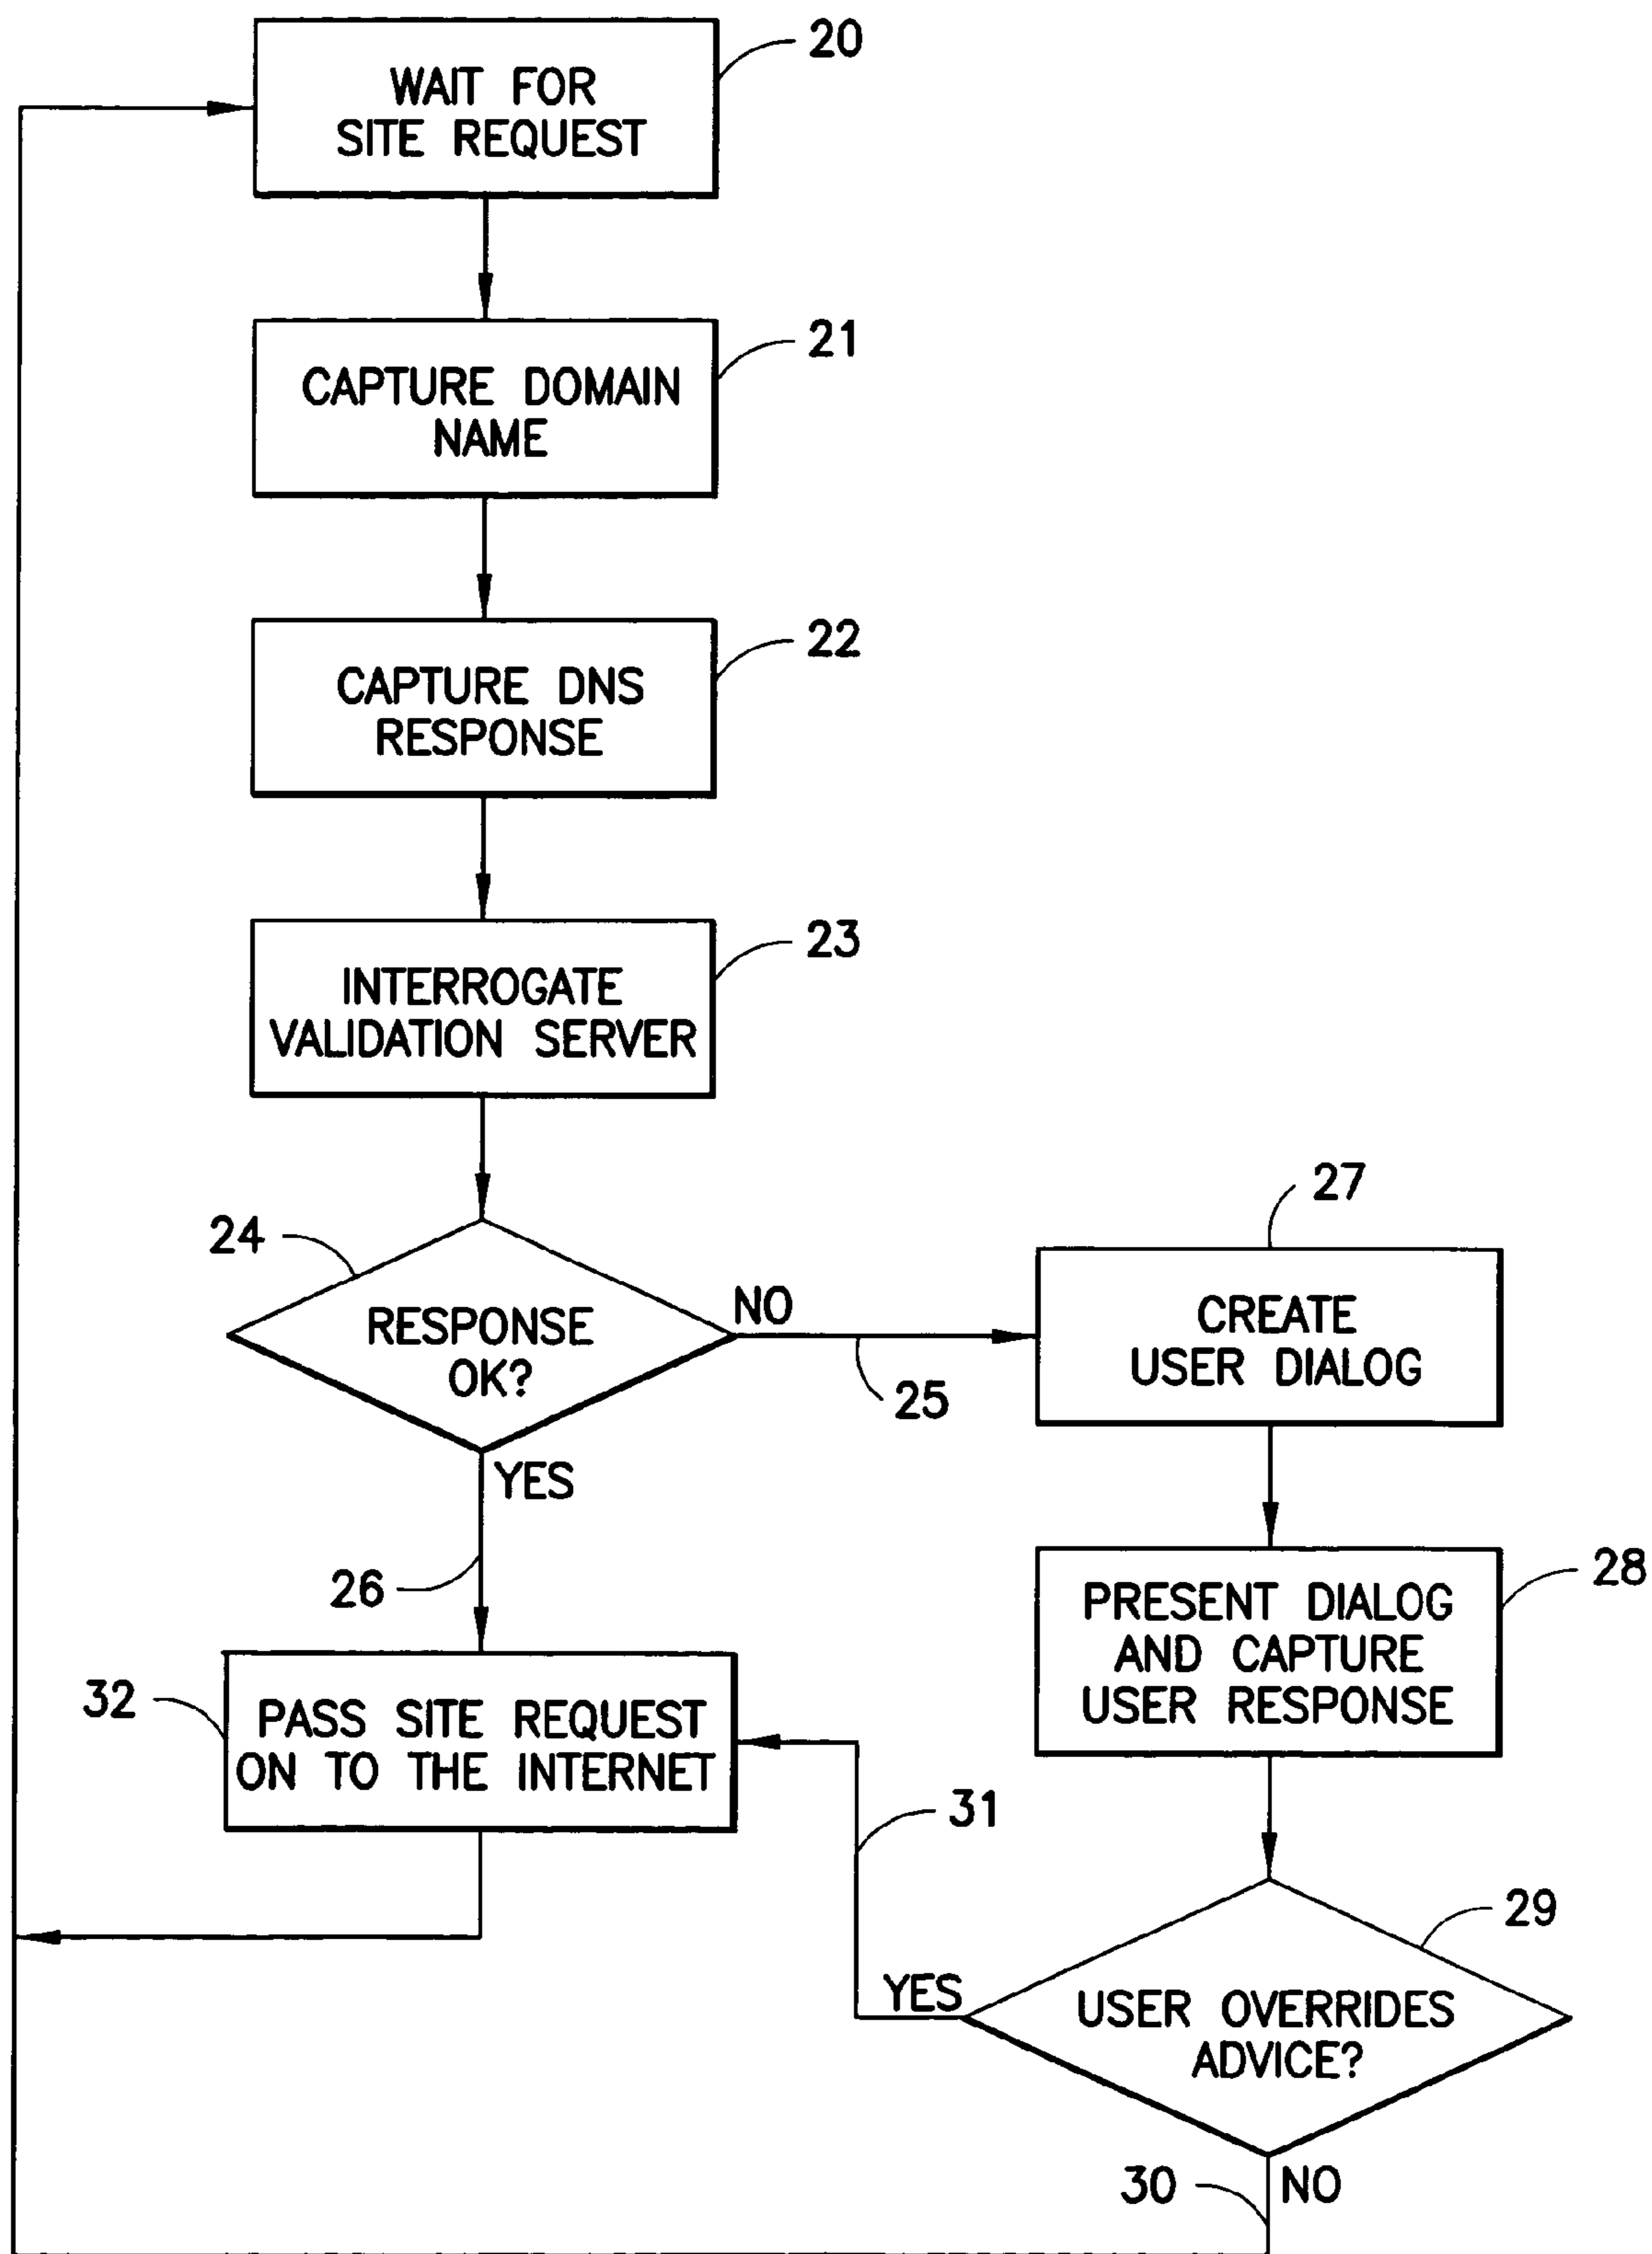 20
WAIT FOR
SITE REQUEST
21
CAPTURE DOMAIN
NAME
22
CAPTURE DNS
RESPONSE
23
INTERROGATE
VALIDATION SERVER
24
RESPONSE
OK?
NO
25
YES
26
27
CREATE
USER DIALOG
28
PRESENT DIALOG
AND CAPTURE
USER RESPONSE
32
PASS SITE REQUEST
ON TO THE INTERNET
31
29
YES
USER OVERRIDES
ADVICE?
30
NO